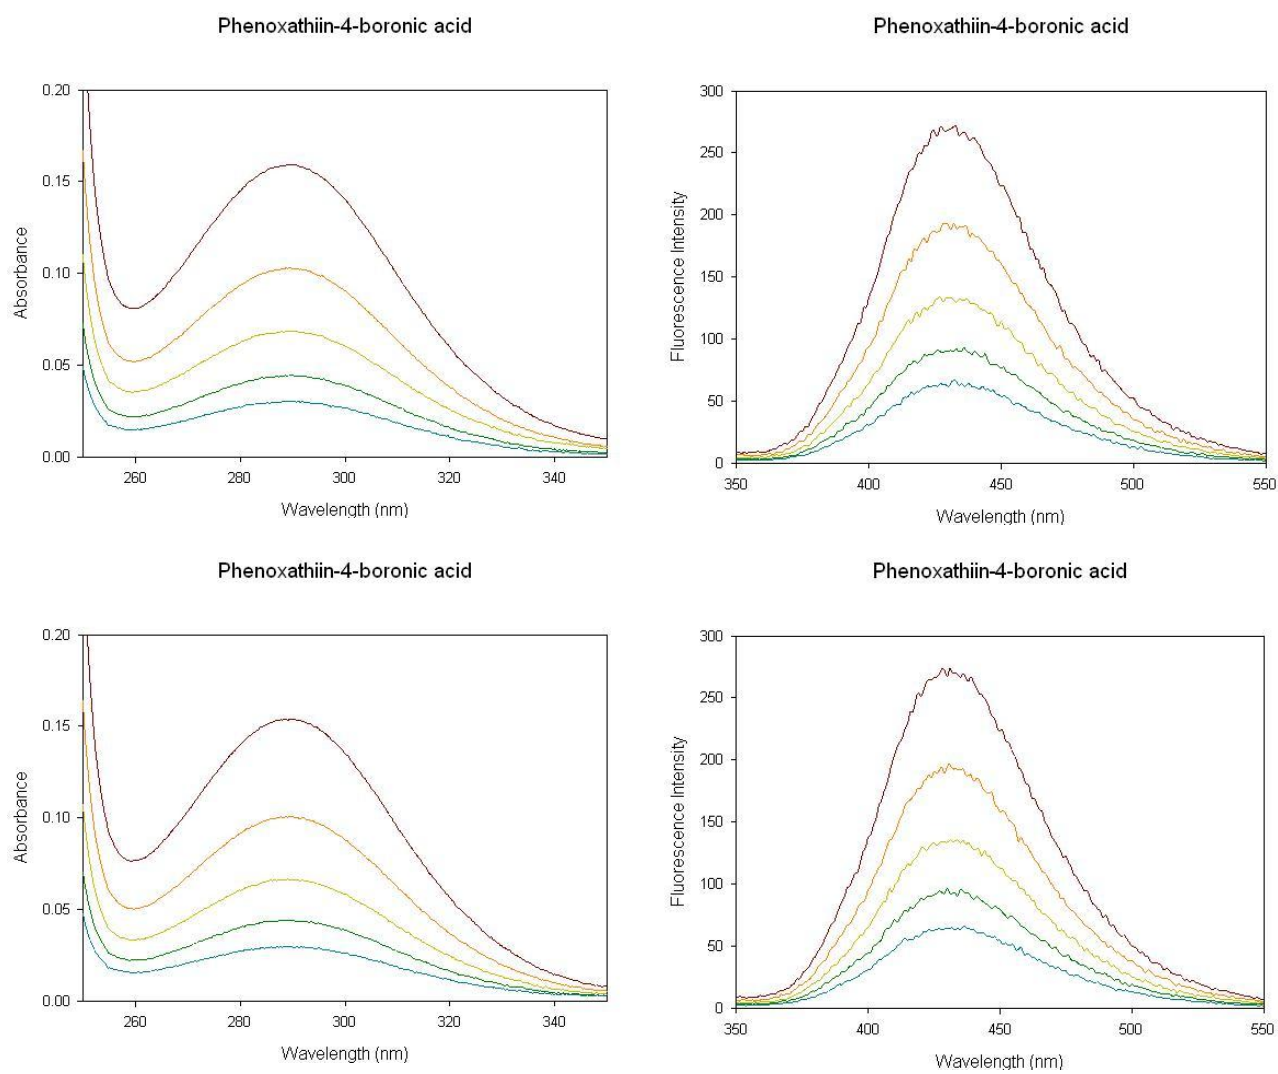 Phenoxathiin-4-boronic acid
Absorbance
0.20
0.15
0.10
0.05
0.00
260 280 300 320 340
Wavelength (nm)
Phenoxathiin-4-boronic acid
Fluorescence Intensity
300
250
200
150
100
50
0
350 400 450 500 550
Wavelength (nm)
Phenoxathiin-4-boronic acid
Absorbance
0.20
0.15
0.10
0.05
0.00
260 280 300 320 340
Wavelength (nm)
Phenoxathiin-4-boronic acid
Fluorescence Intensity
300
250
200
150
100
50
0
350 400 450 500 550
Wavelength (nm)